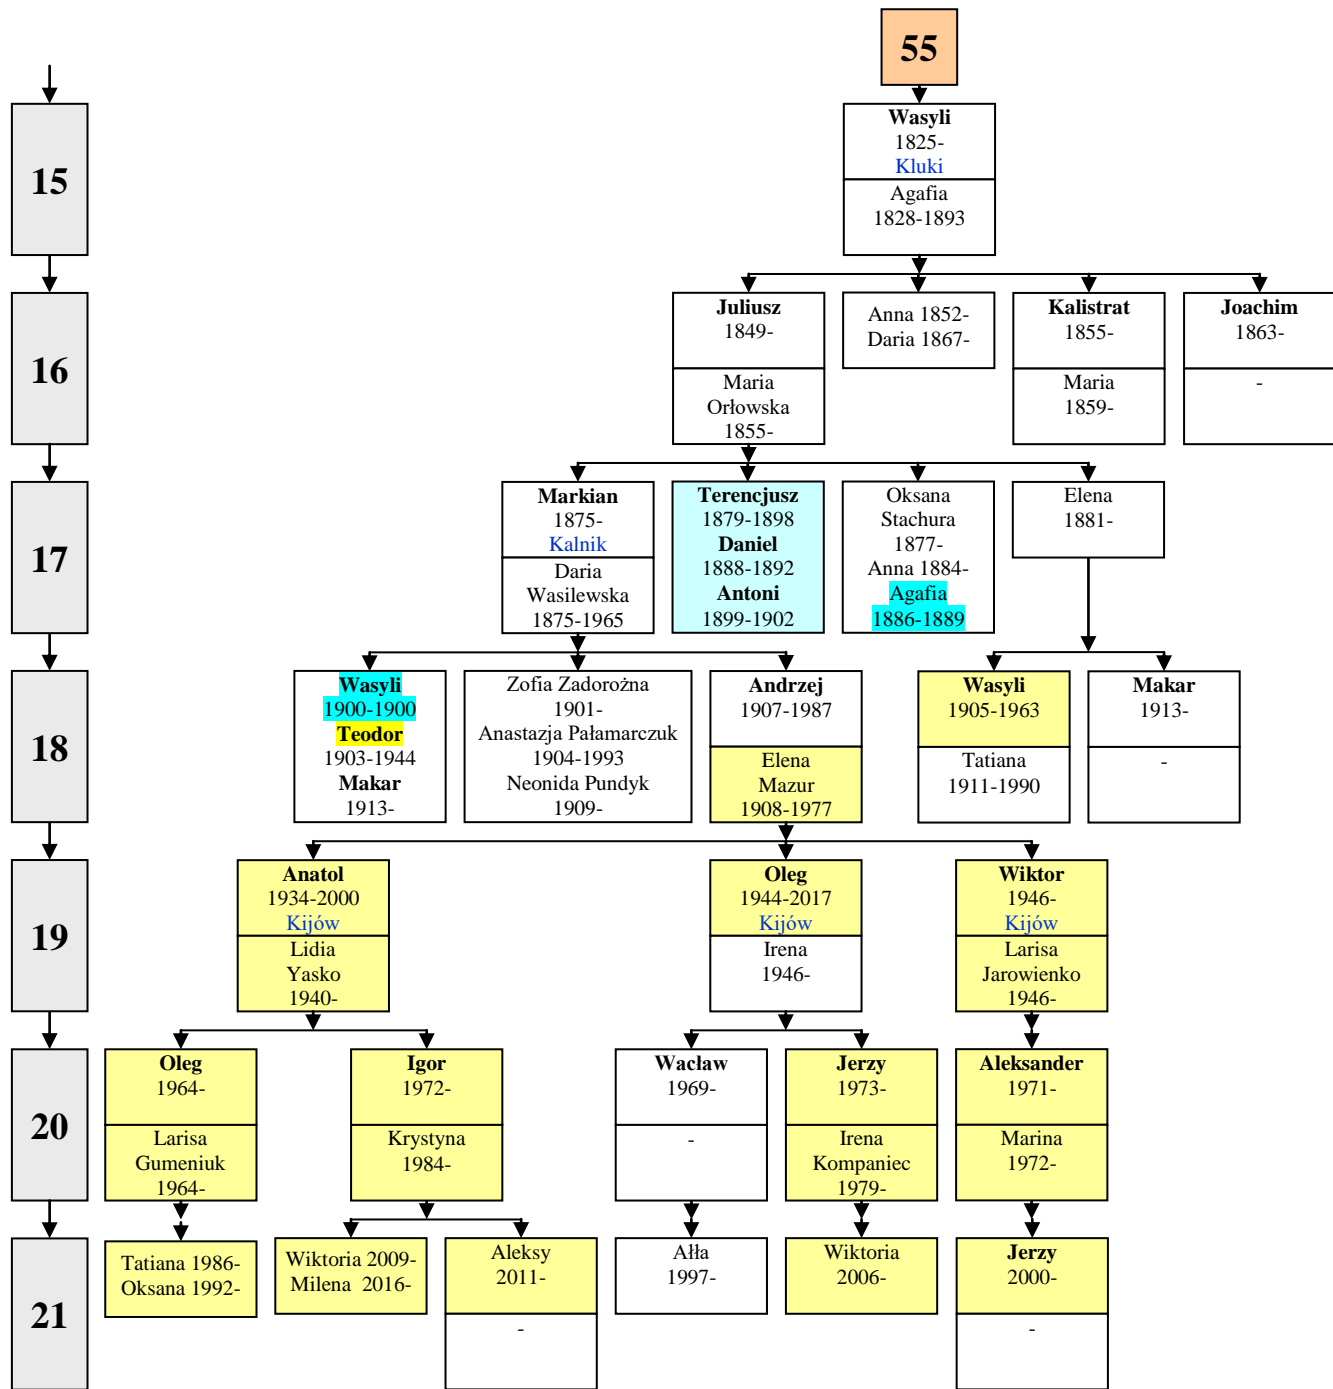 55
15
Wasyli
1825-
Kluki
Agafia
1828-1893
16
Juliusz
1849-
Maria
Orłowska
1855-
Anna 1852-
Daria 1867-
Kalistrat
1855-
Maria
1859-
Joachim
1863-
-
17
Markian
1875-
Kalnik
Daria
Wasilewska
1875-1965
Terencjusz
1879-1898
Daniel
1888-1892
Antoni
1899-1902
Oksana
Stachura
1877-
Anna 1884-
Agafia
1886-1889
Elena
1881-
18
Wasyli
1900-1900
Teodor
1903-1944
Makar
1913-
Zofia Zadorożna
1901-
Anastazja Pałamarczuk
1904-1993
Neonida Pundyk
1909-
Andrzej
1907-1987
Elena
Mazur
1908-1977
Wasyli
1905-1963
Tatiana
1911-1990
Makar
1913-
-
19
Anatol
1934-2000
Kijów
Lidia
Yasko
1940-
Oleg
1944-2017
Kijów
Irena
1946-
Wiktor
1946-
Kijów
Larisa
Jarowienko
1946-
20
Oleg
1964-
Larisa
Gumeniuk
1964-
Igor
1972-
Krystyna
1984-
Wacław
1969-
-
Jerzy
1973-
Irena
Kompaniec
1979-
Aleksander
1971-
Marina
1972-
21
Tatiana 1986-
Oksana 1992-
Wiktoria 2009-
Milena  2016-
Aleksy
2011-
-
Ałła
1997-
Wiktoria
2006-
Jerzy
2000-
-